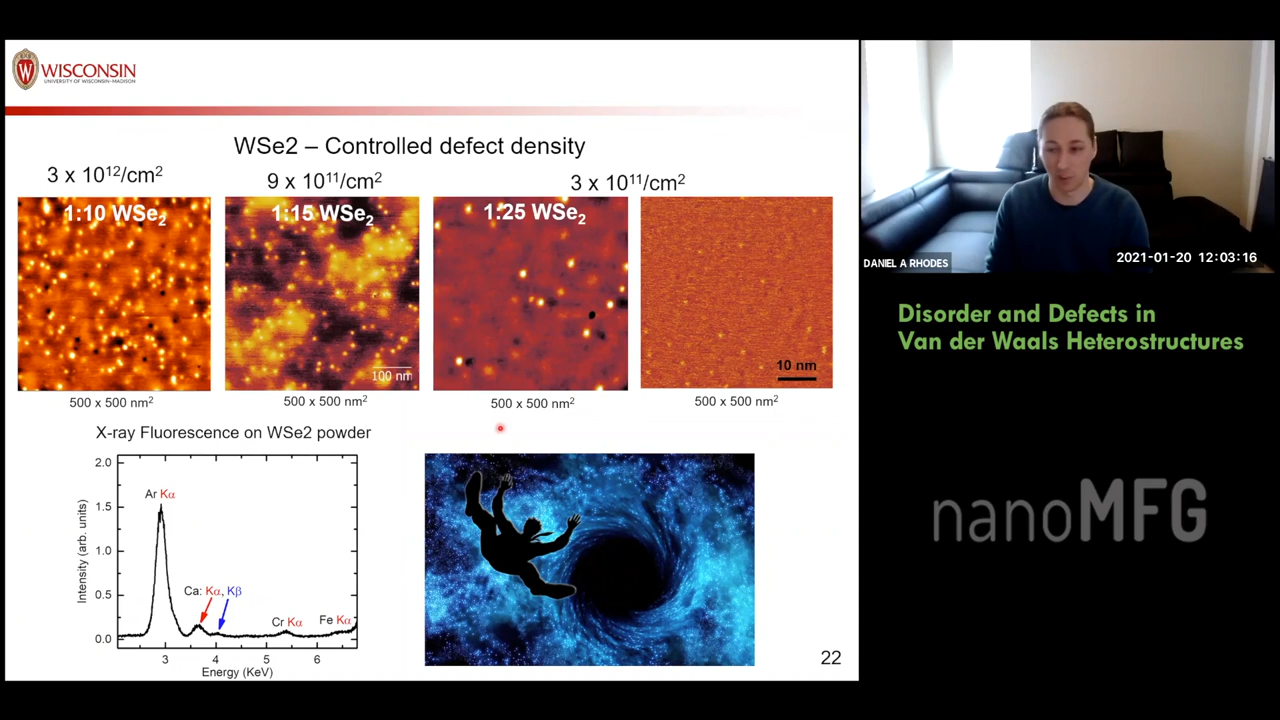 WISCONSIN
UNIVERSITY OF WISCONSIN–MADISON
WSe2 – Controlled defect density
3 x 10¹²/cm²
9 x 10¹¹/cm²
3 x 10¹¹/cm²
1:10 WSe₂
1:15 WSe₂
1:25 WSe₂
100 nm
10 nm
500 x 500 nm²
500 x 500 nm²
500 x 500 nm²
500 x 500 nm²
X-ray Fluorescence on WSe2 powder
2.0
1.5
1.0
0.5
0.0
Intensity (arb. units)
Ar Kα
Ca: Kα, Kβ
Cr Kα
Fe Kα
3
4
5
6
Energy (KeV)
22
DANIEL A RHODES
2021-01-20 12:03:16
Disorder and Defects in
Van der Waals Heterostructures
nanoMFG